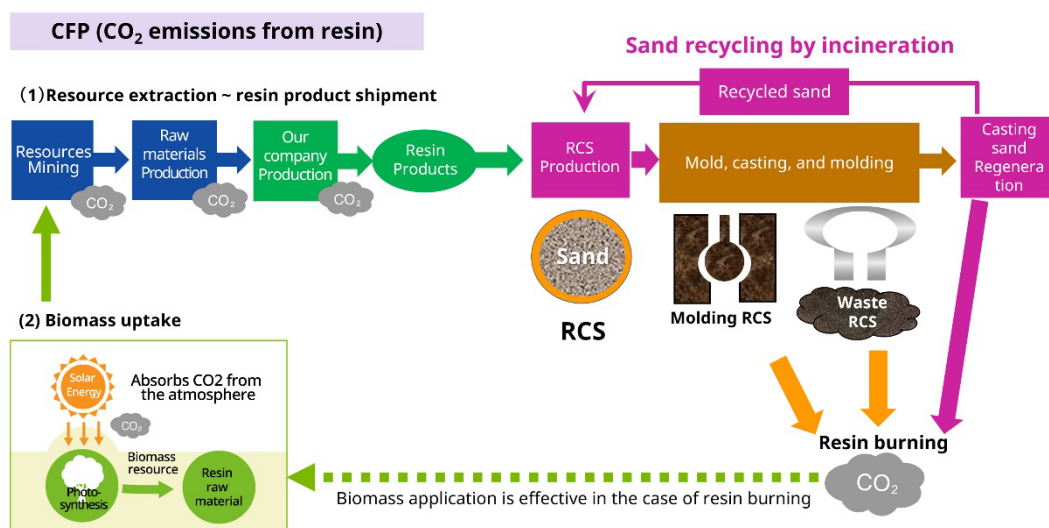 CFP (CO₂ emissions from resin)
Sand recycling by incineration
Recycled sand
(1)Resource extraction ~ resin product shipment
Resources
Mining
CO₂
Raw
materials
Production
CO₂
Our
company
Production
CO₂
Resin
Products
RCS
Production
Mold, casting, and molding
Casting
sand
Regenera
tion
Sand
RCS
Molding RCS
Waste
RCS
(2) Biomass uptake
Solar
Energy
Absorbs CO2 from
the atmosphere
CO₂
Photo-
synthesis
Biomass
resource
Resin
raw
material
Resin burning
CO₂
Biomass application is effective in the case of resin burning